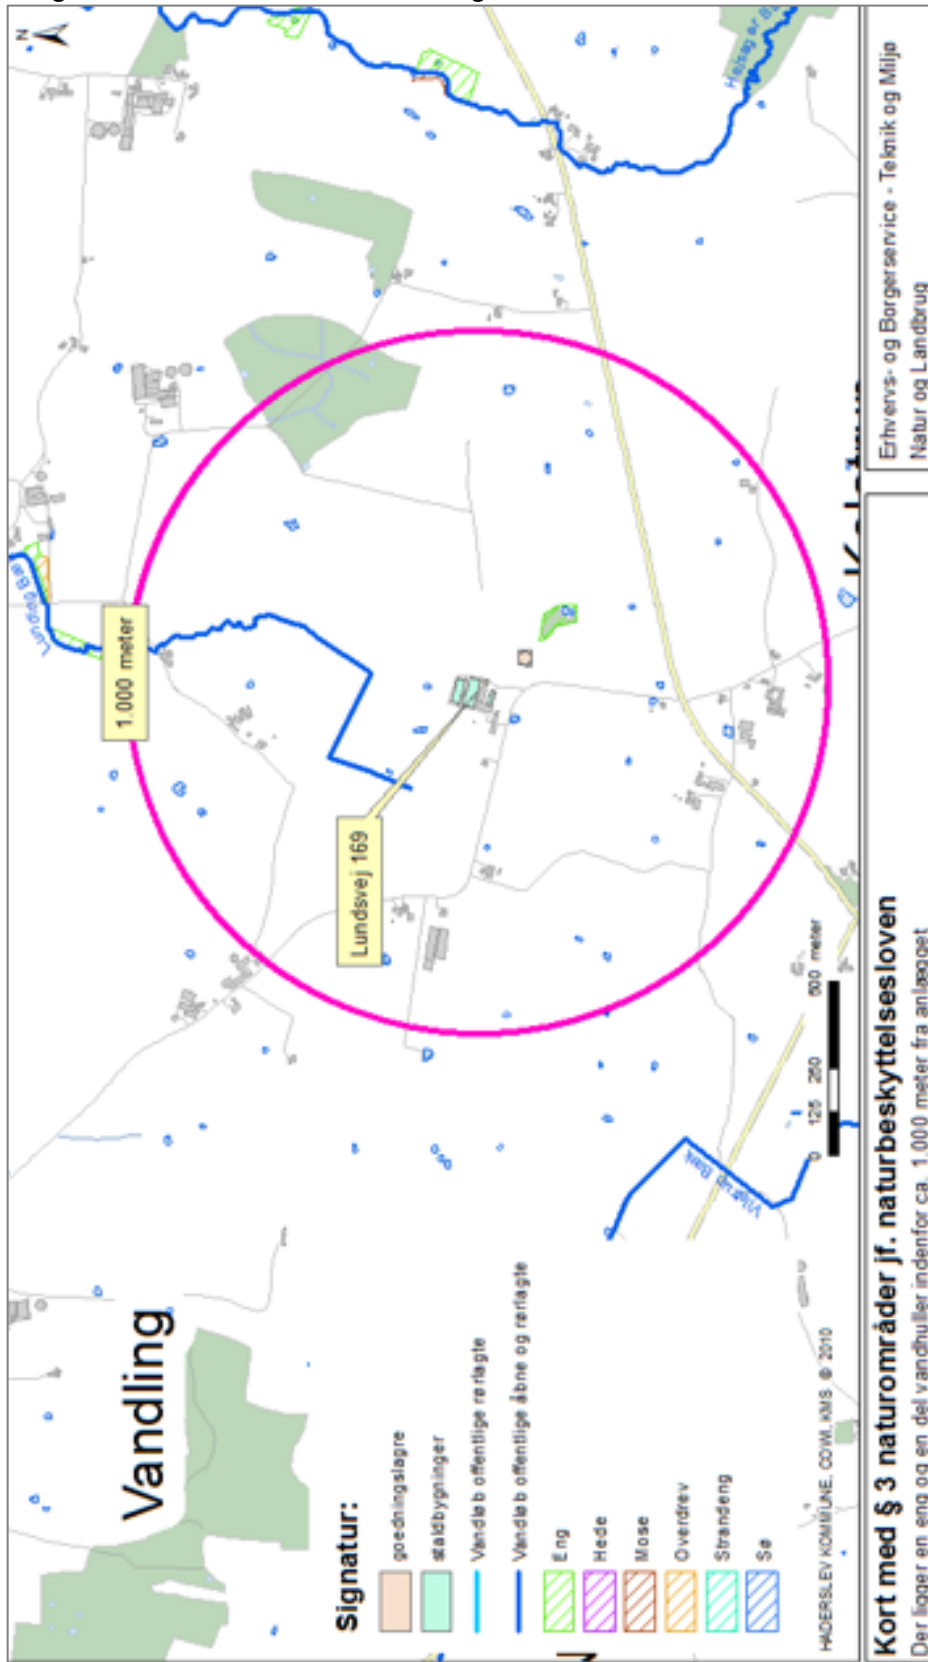 N
Vandling
1.000 meter
Lundsvej 169
Vilstrup Bæk
Signatur:
goedningslagre
staldbygninger
Vandløb offentlige rørlagte
Vandløb offentlige åbne og rørlagte
Eng
Hede
Mose
Overdrev
Strandeng
Sø
0 125 250 500 meter
HADERSLEV KOMMUNE, COWI, KMS © 2010
Kort med § 3 naturområder jf. naturbeskyttelsesloven
Der ligger en eng og en del vandhuller indenfor ca. 1.000 meter fra anlægget
Erhvervs- og Borgerservice - Teknik og Miljø
Natur og Landbrug